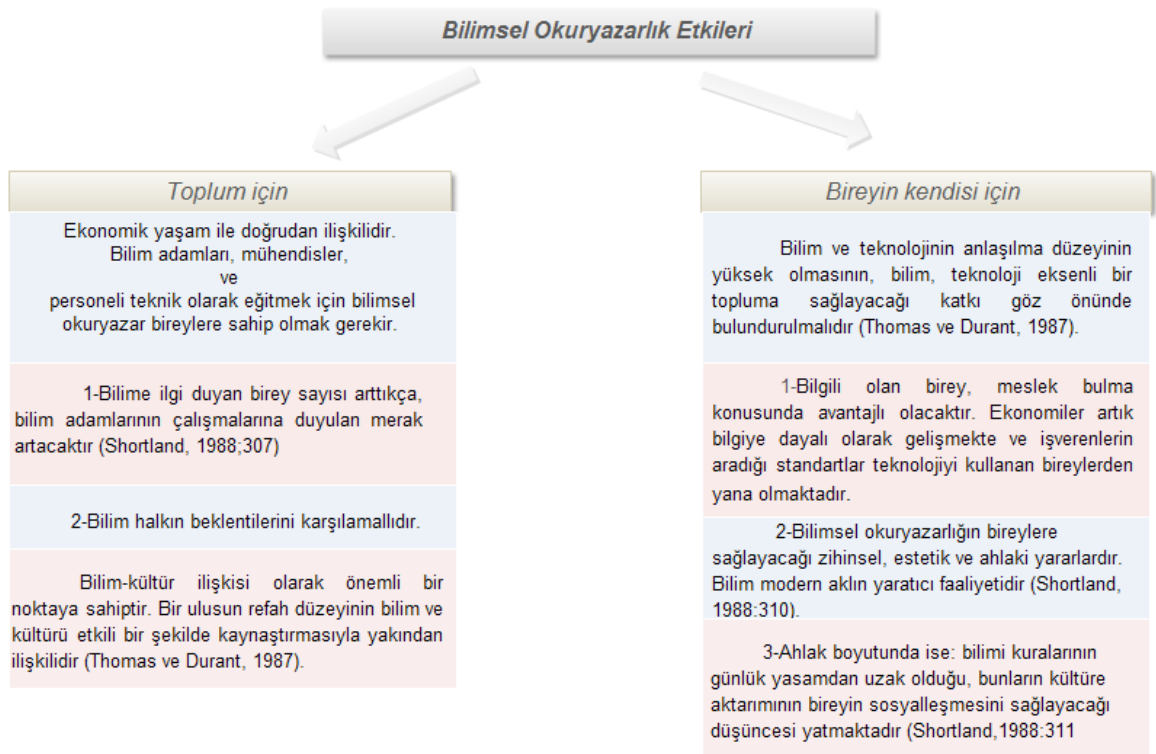 Bilimsel Okuryazarlık Etkileri
Toplum için
Ekonomik yaşam ile doğrudan ilişkilidir.
Bilim adamları, mühendisler,
ve
personeli teknik olarak eğitmek için bilimsel
okuryazar bireylere sahip olmak gerekir.
1-Bilime ilgi duyan birey sayısı arttıkça,
bilim adamlarının çalışmalarına duyulan merak
artacaktır (Shortland, 1988;307)
2-Bilim halkın beklentilerini karşılamallıdır.
Bilim-kültür ilişkisi olarak önemli bir
noktaya sahiptir. Bir ulusun refah düzeyinin bilim ve
kültürü etkili bir şekilde kaynaştırmasıyla yakından
ilişkilidir (Thomas ve Durant, 1987).
Bireyin kendisi için
Bilim ve teknolojinin anlaşılma düzeyinin
yüksek olmasının, bilim, teknoloji eksenli bir
topluma sağlayacağı katkı göz önünde
bulundurulmalıdır (Thomas ve Durant, 1987).
1-Bilgili olan birey, meslek bulma
konusunda avantajlı olacaktır. Ekonomiler artık
bilgiye dayalı olarak gelişmekte ve işverenlerin
aradığı standartlar teknolojiyi kullanan bireylerden
yana olmaktadır.
2-Bilimsel okuryazarlığın bireylere
sağlayacağı zihinsel, estetik ve ahlaki yararlardır.
Bilim modern aklın yaratıcı faaliyetidir (Shortland,
1988:310).
3-Ahlak boyutunda ise: bilimi kuralarının
günlük yasamdan uzak olduğu, bunların kültüre
aktarımının bireyin sosyalleşmesini sağlayacağı
düşüncesi yatmaktadır (Shortland,1988:311